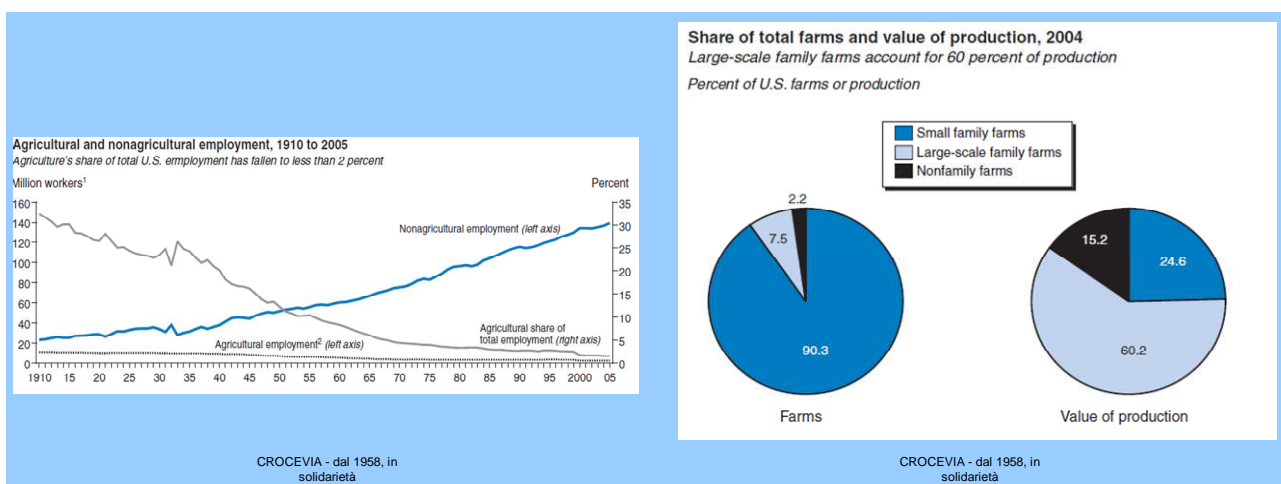 Agricultural and nonagricultural employment, 1910 to 2005
Agriculture's share of total U.S. ermployment has fallen to less than 2 percent
Million workers¹
Percent
160
140
120
100
80
60
40
20
0
35
30
25
20
15
10
5
0
Nonagricultural employment (left axis)
Agricultural share of
total employment (right axis)
Agricultural employment² (left axis)
1910 15 20 25 30 35 40 45 50 55 60 65 70 75 80 85 90 95 2000 05
CROCEVIA - dal 1958, in
solidarietà
Share of total farms and value of production, 2004
Large-scale family farms account for 60 percent of production
Percent of U.S. farms or production
Small family farms
Large-scale family farms
Nonfamily farms
2.2
7.5
90.3
Farms
15.2
24.6
60.2
Value of production
CROCEVIA - dal 1958, in
solidarietà